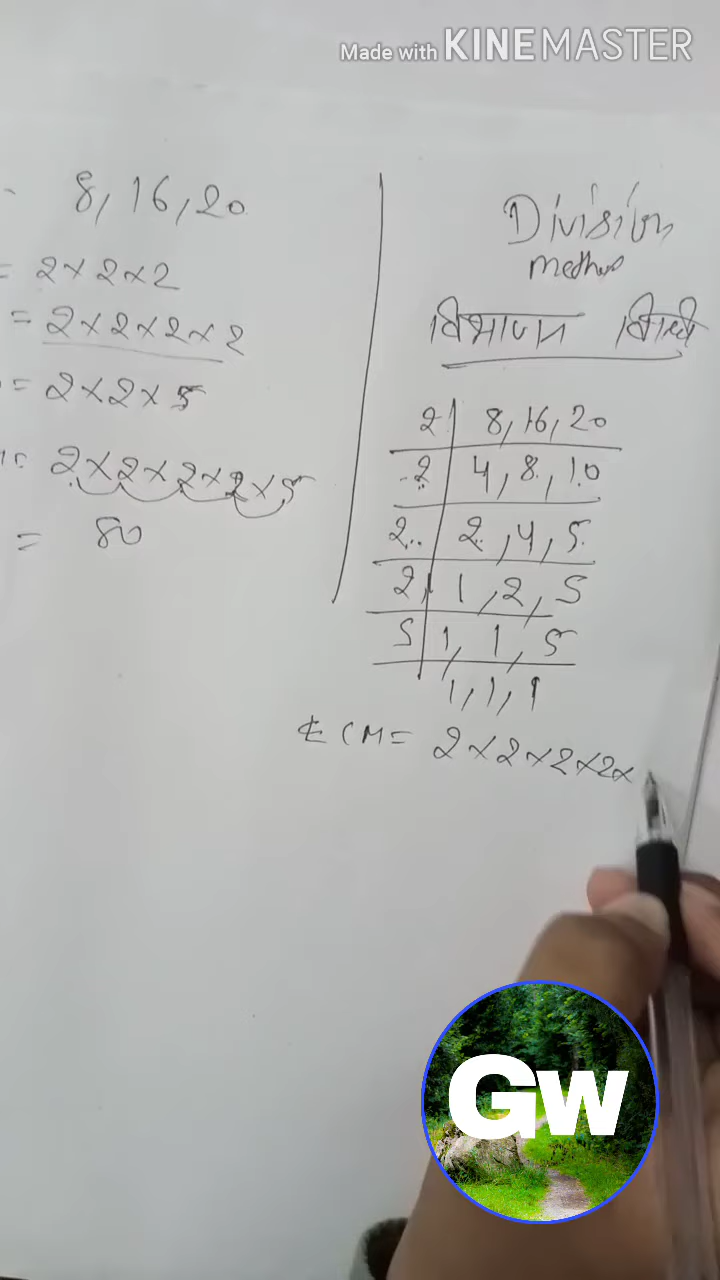 Made with KINEMASTER
8, 16, 20
= 2 × 2 × 2
= 2 × 2 × 2 × 2
= 2 × 2 × 5
2 × 2 × 2 × 2 × 5
= 80
Division
method
विभाजन विधि
2 8, 16, 20
2 4, 8, 10
2 2, 4, 5
2 1, 2, 5
5 1, 1, 5
1, 1, 1
LCM = 2 × 2 × 2 × 2 ×
GW